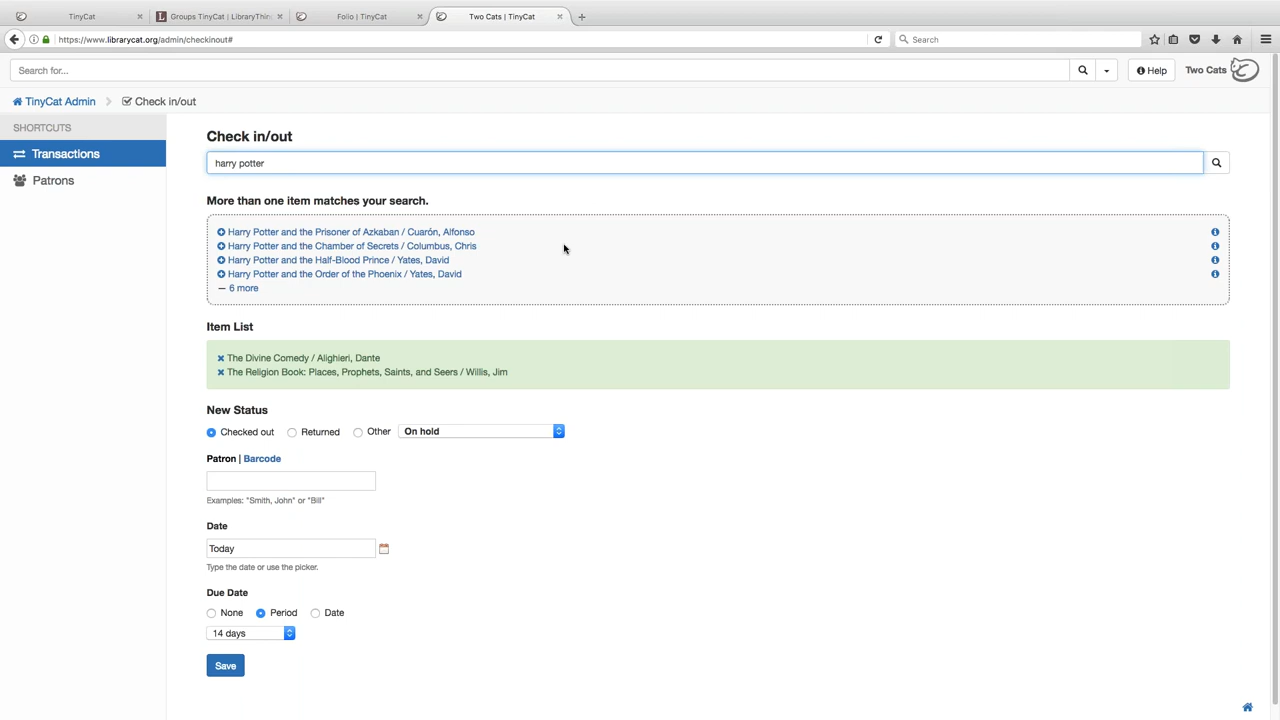 TinyCat
Groups TinyCat | LibraryThin
Folio | TinyCat
Two Cats | TinyCat
https://www.librarycat.org/admin/checkinout#
Search
Search for...
Help
Two Cats
TinyCat Admin
Check in/out
SHORTCUTS
Transactions
Patrons
Check in/out
harry potter
More than one item matches your search.
Harry Potter and the Prisoner of Azkaban / Cuarón, Alfonso
Harry Potter and the Chamber of Secrets / Columbus, Chris
Harry Potter and the Half-Blood Prince / Yates, David
Harry Potter and the Order of the Phoenix / Yates, David
— 6 more
Item List
The Divine Comedy / Alighieri, Dante
The Religion Book: Places, Prophets, Saints, and Seers / Willis, Jim
New Status
Checked out Returned Other On hold
Patron | Barcode
Examples: "Smith, John" or "Bill"
Date
Today
Type the date or use the picker.
Due Date
None Period Date
14 days
Save